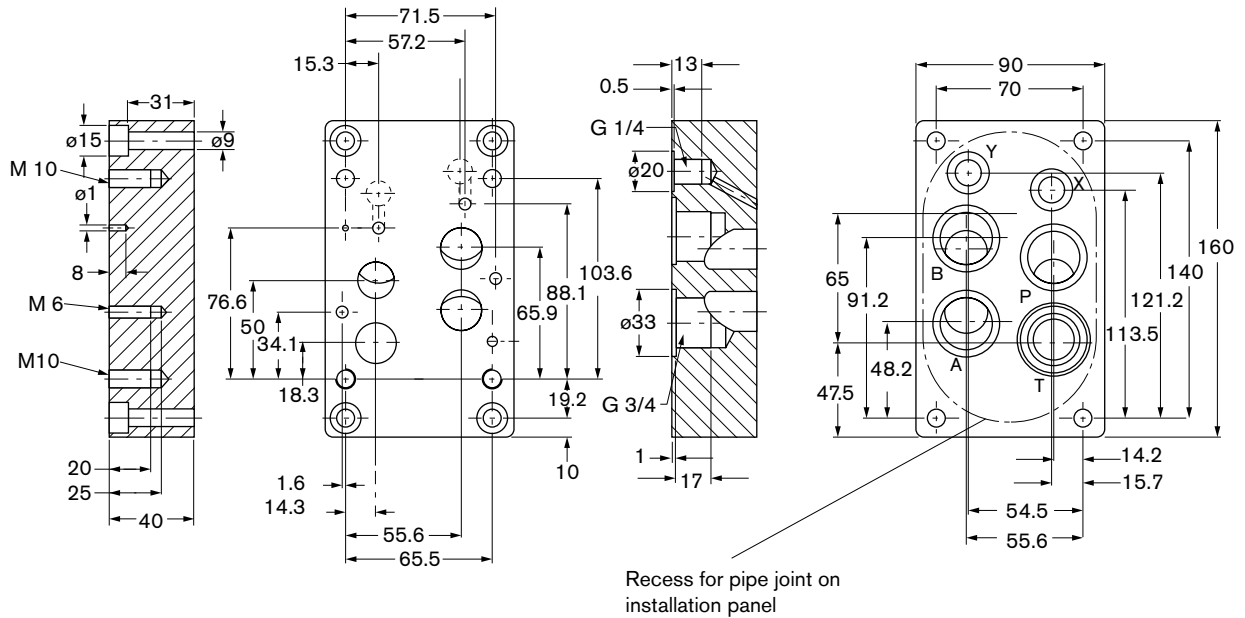 31
ø15
ø9
M 10
ø1
8
M 6
M10
20
25
40
71.5
57.2
15.3
76.6
50
34.1
18.3
103.6
88.1
65.9
19.2
10
1.6
14.3
55.6
65.5
13
0.5
G 1/4
ø20
ø33
G 3/4
1
17
90
70
Y
X
B
P
A
T
65
91.2
48.2
47.5
160
140
121.2
113.5
14.2
15.7
54.5
55.6
Recess for pipe joint on
installation panel